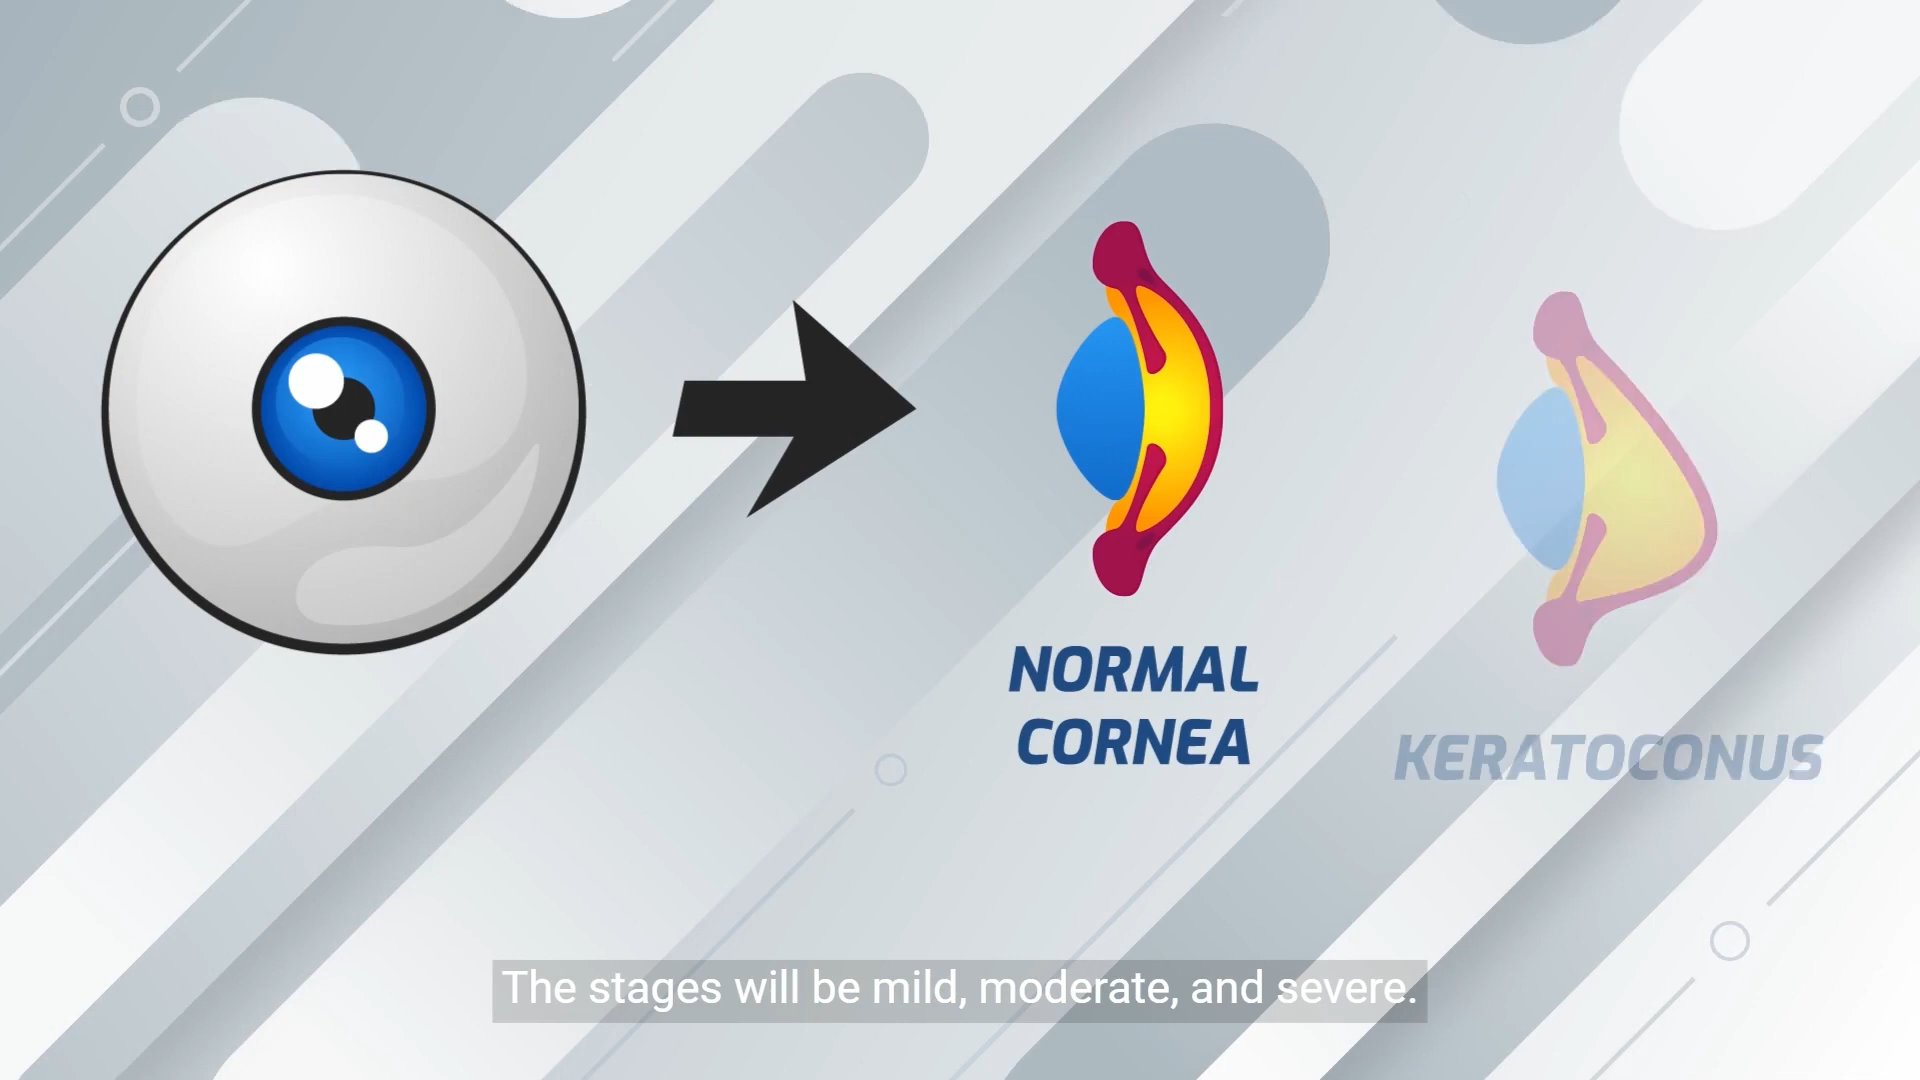 NORMAL
CORNEA
KERATOCONUS
The stages will be mild, moderate, and severe.